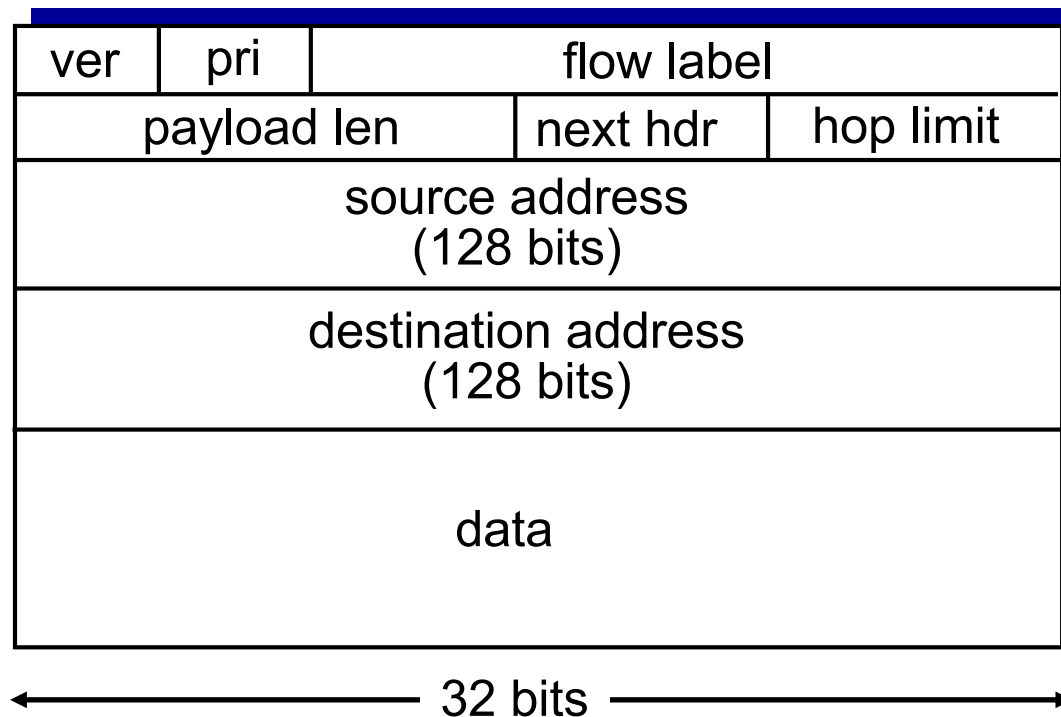 ver pri flow label
payload len next hdr hop limit
source address
(128 bits)
destination address
(128 bits)
data
32 bits